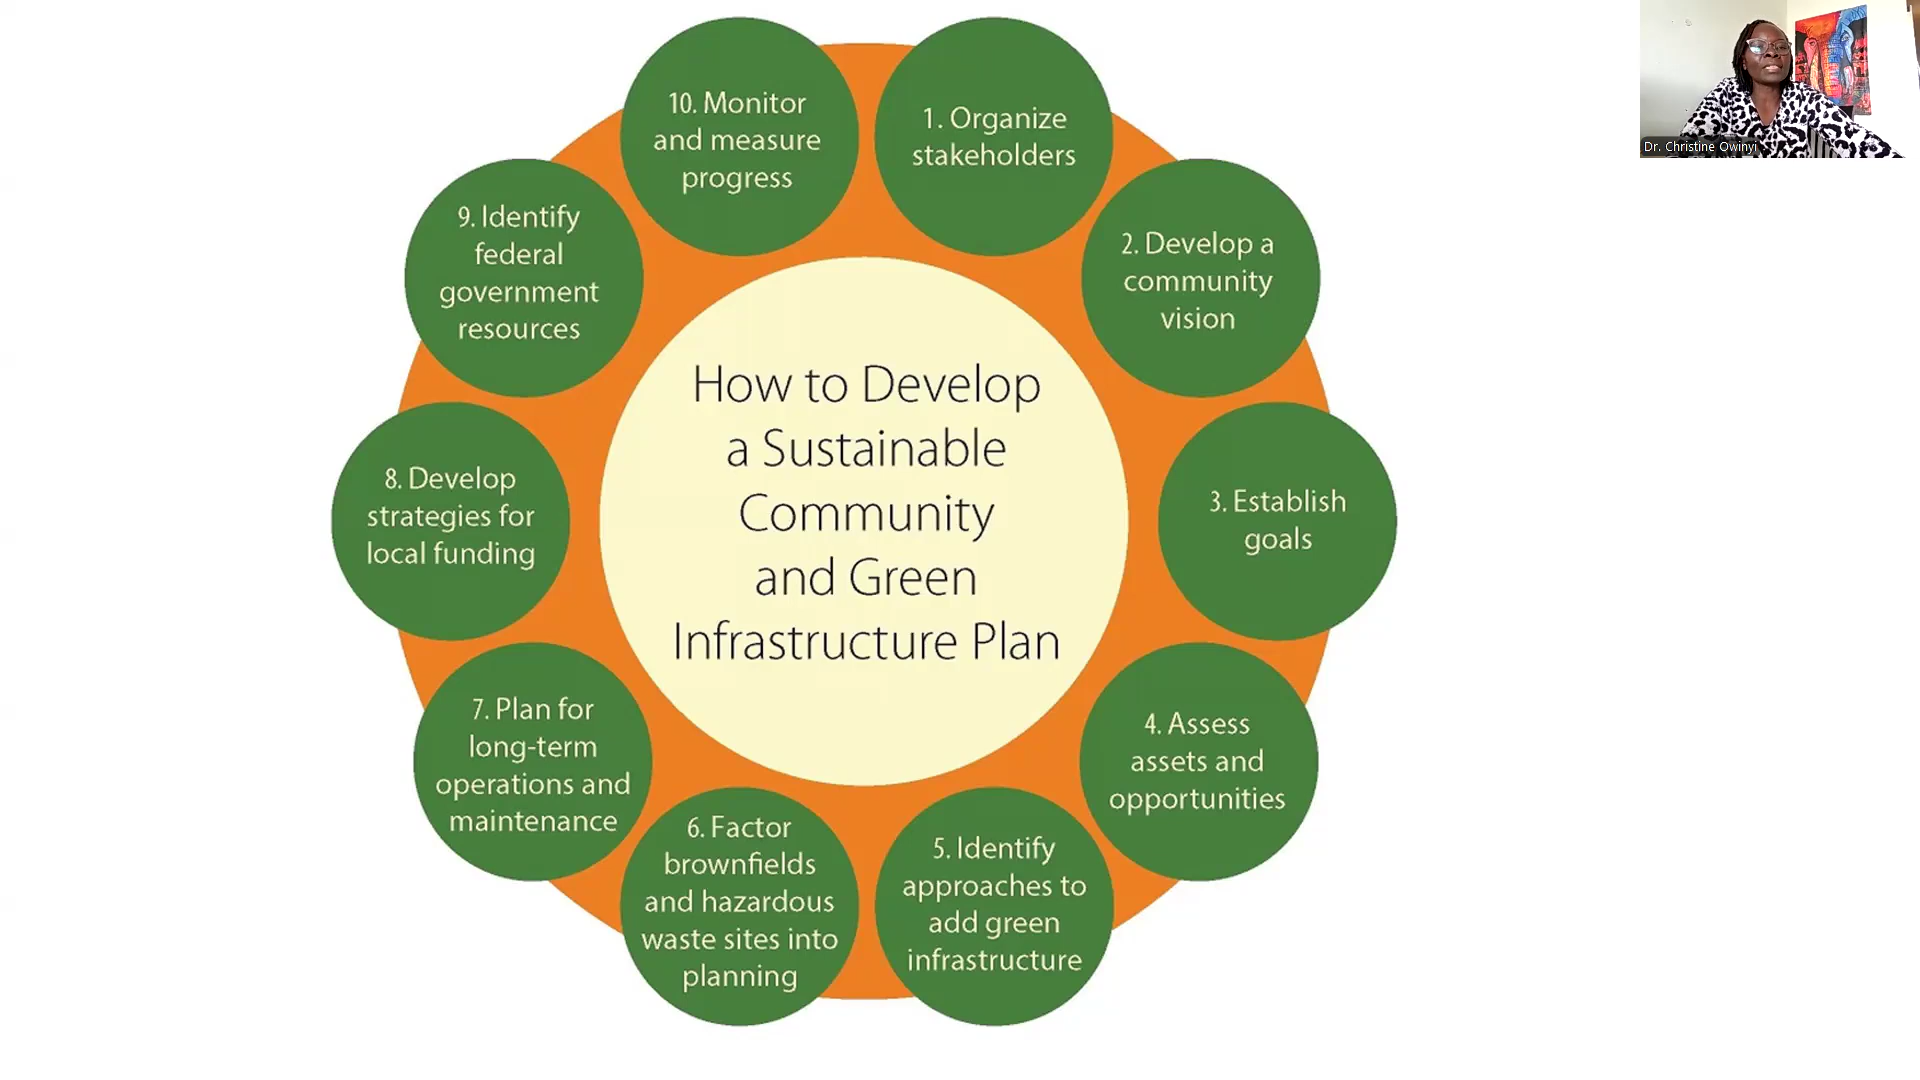 How to Develop
a Sustainable
Community
and Green
Infrastructure Plan
1. Organize
stakeholders
2. Develop a
community
vision
3. Establish
goals
4. Assess
assets and
opportunities
5. Identify
approaches to
add green
infrastructure
6. Factor
brownfields
and hazardous
waste sites into
planning
7. Plan for
long-term
operations and
maintenance
8. Develop
strategies for
local funding
9. Identify
federal
government
resources
10. Monitor
and measure
progress
Dr. Christine Owinyi